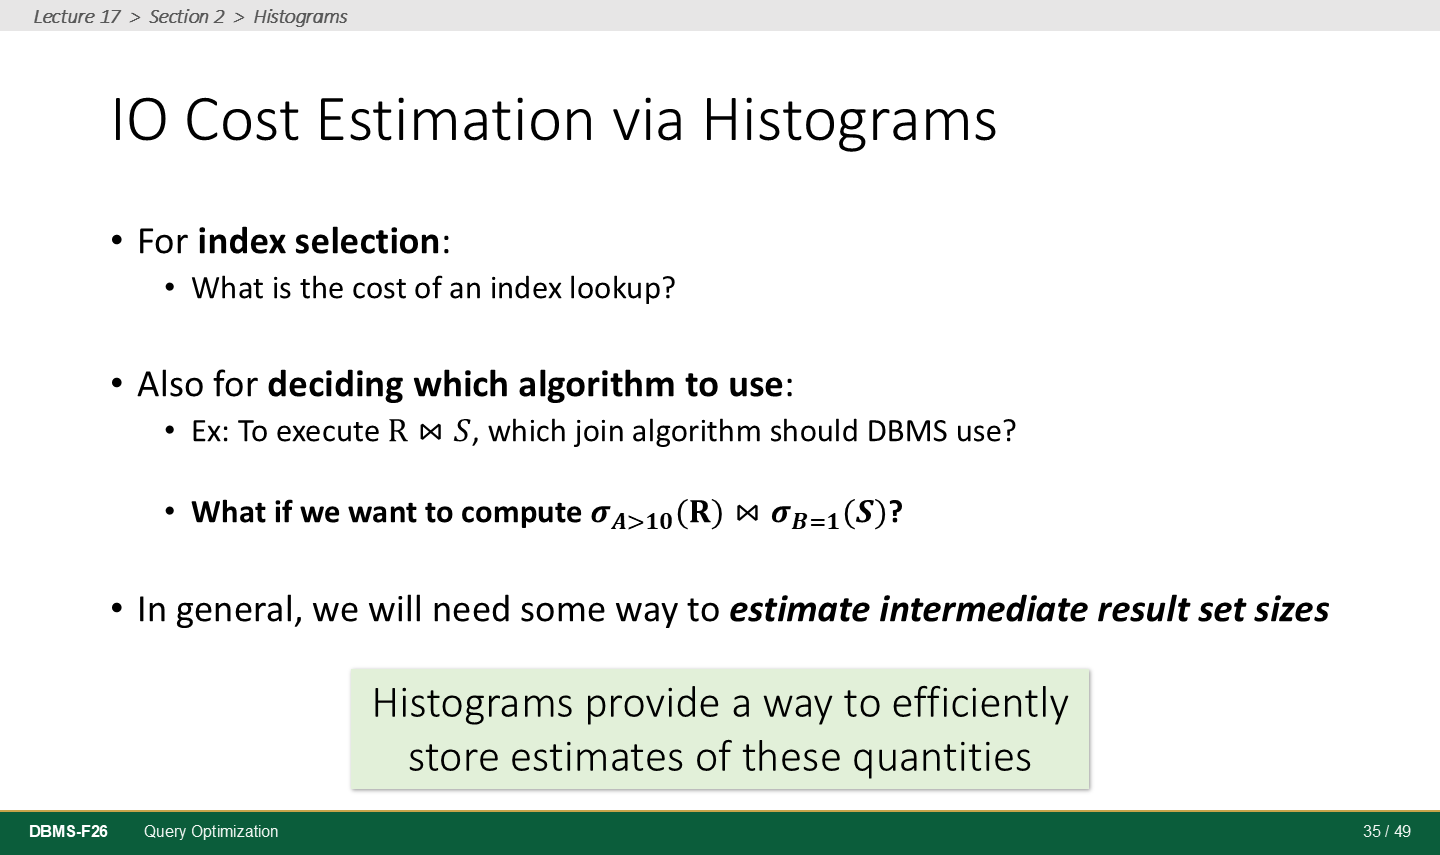 Lecture 17 > Section 2 > Histograms
IO Cost Estimation via Histograms
• For index selection:
• What is the cost of an index lookup?
• Also for deciding which algorithm to use:
• Ex: To execute R ⋈ S, which join algorithm should DBMS use?
• What if we want to compute σ_{A>10}(R) ⋈ σ_{B=1}(S)?
• In general, we will need some way to estimate intermediate result set sizes
Histograms provide a way to efficiently
store estimates of these quantities
DBMS-F26 Query Optimization 35 / 49